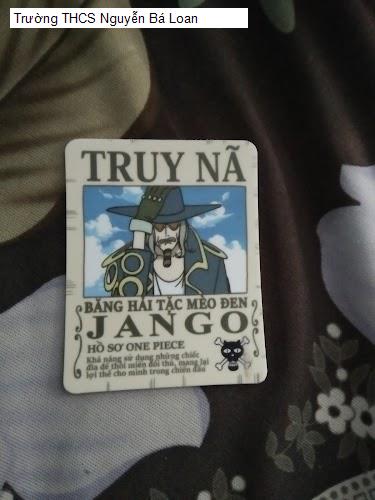 Trường THCS Nguyễn Bá Loan
TRUY NÃ
BĂNG HẢI TẶC MÈO ĐEN
JANGO
HỒ SƠ ONE PIECE
Khả năng sử dụng những chiếc
đĩa để thôi miên đối thủ, mang lại
lợi thế cho mình trong chiến đấu